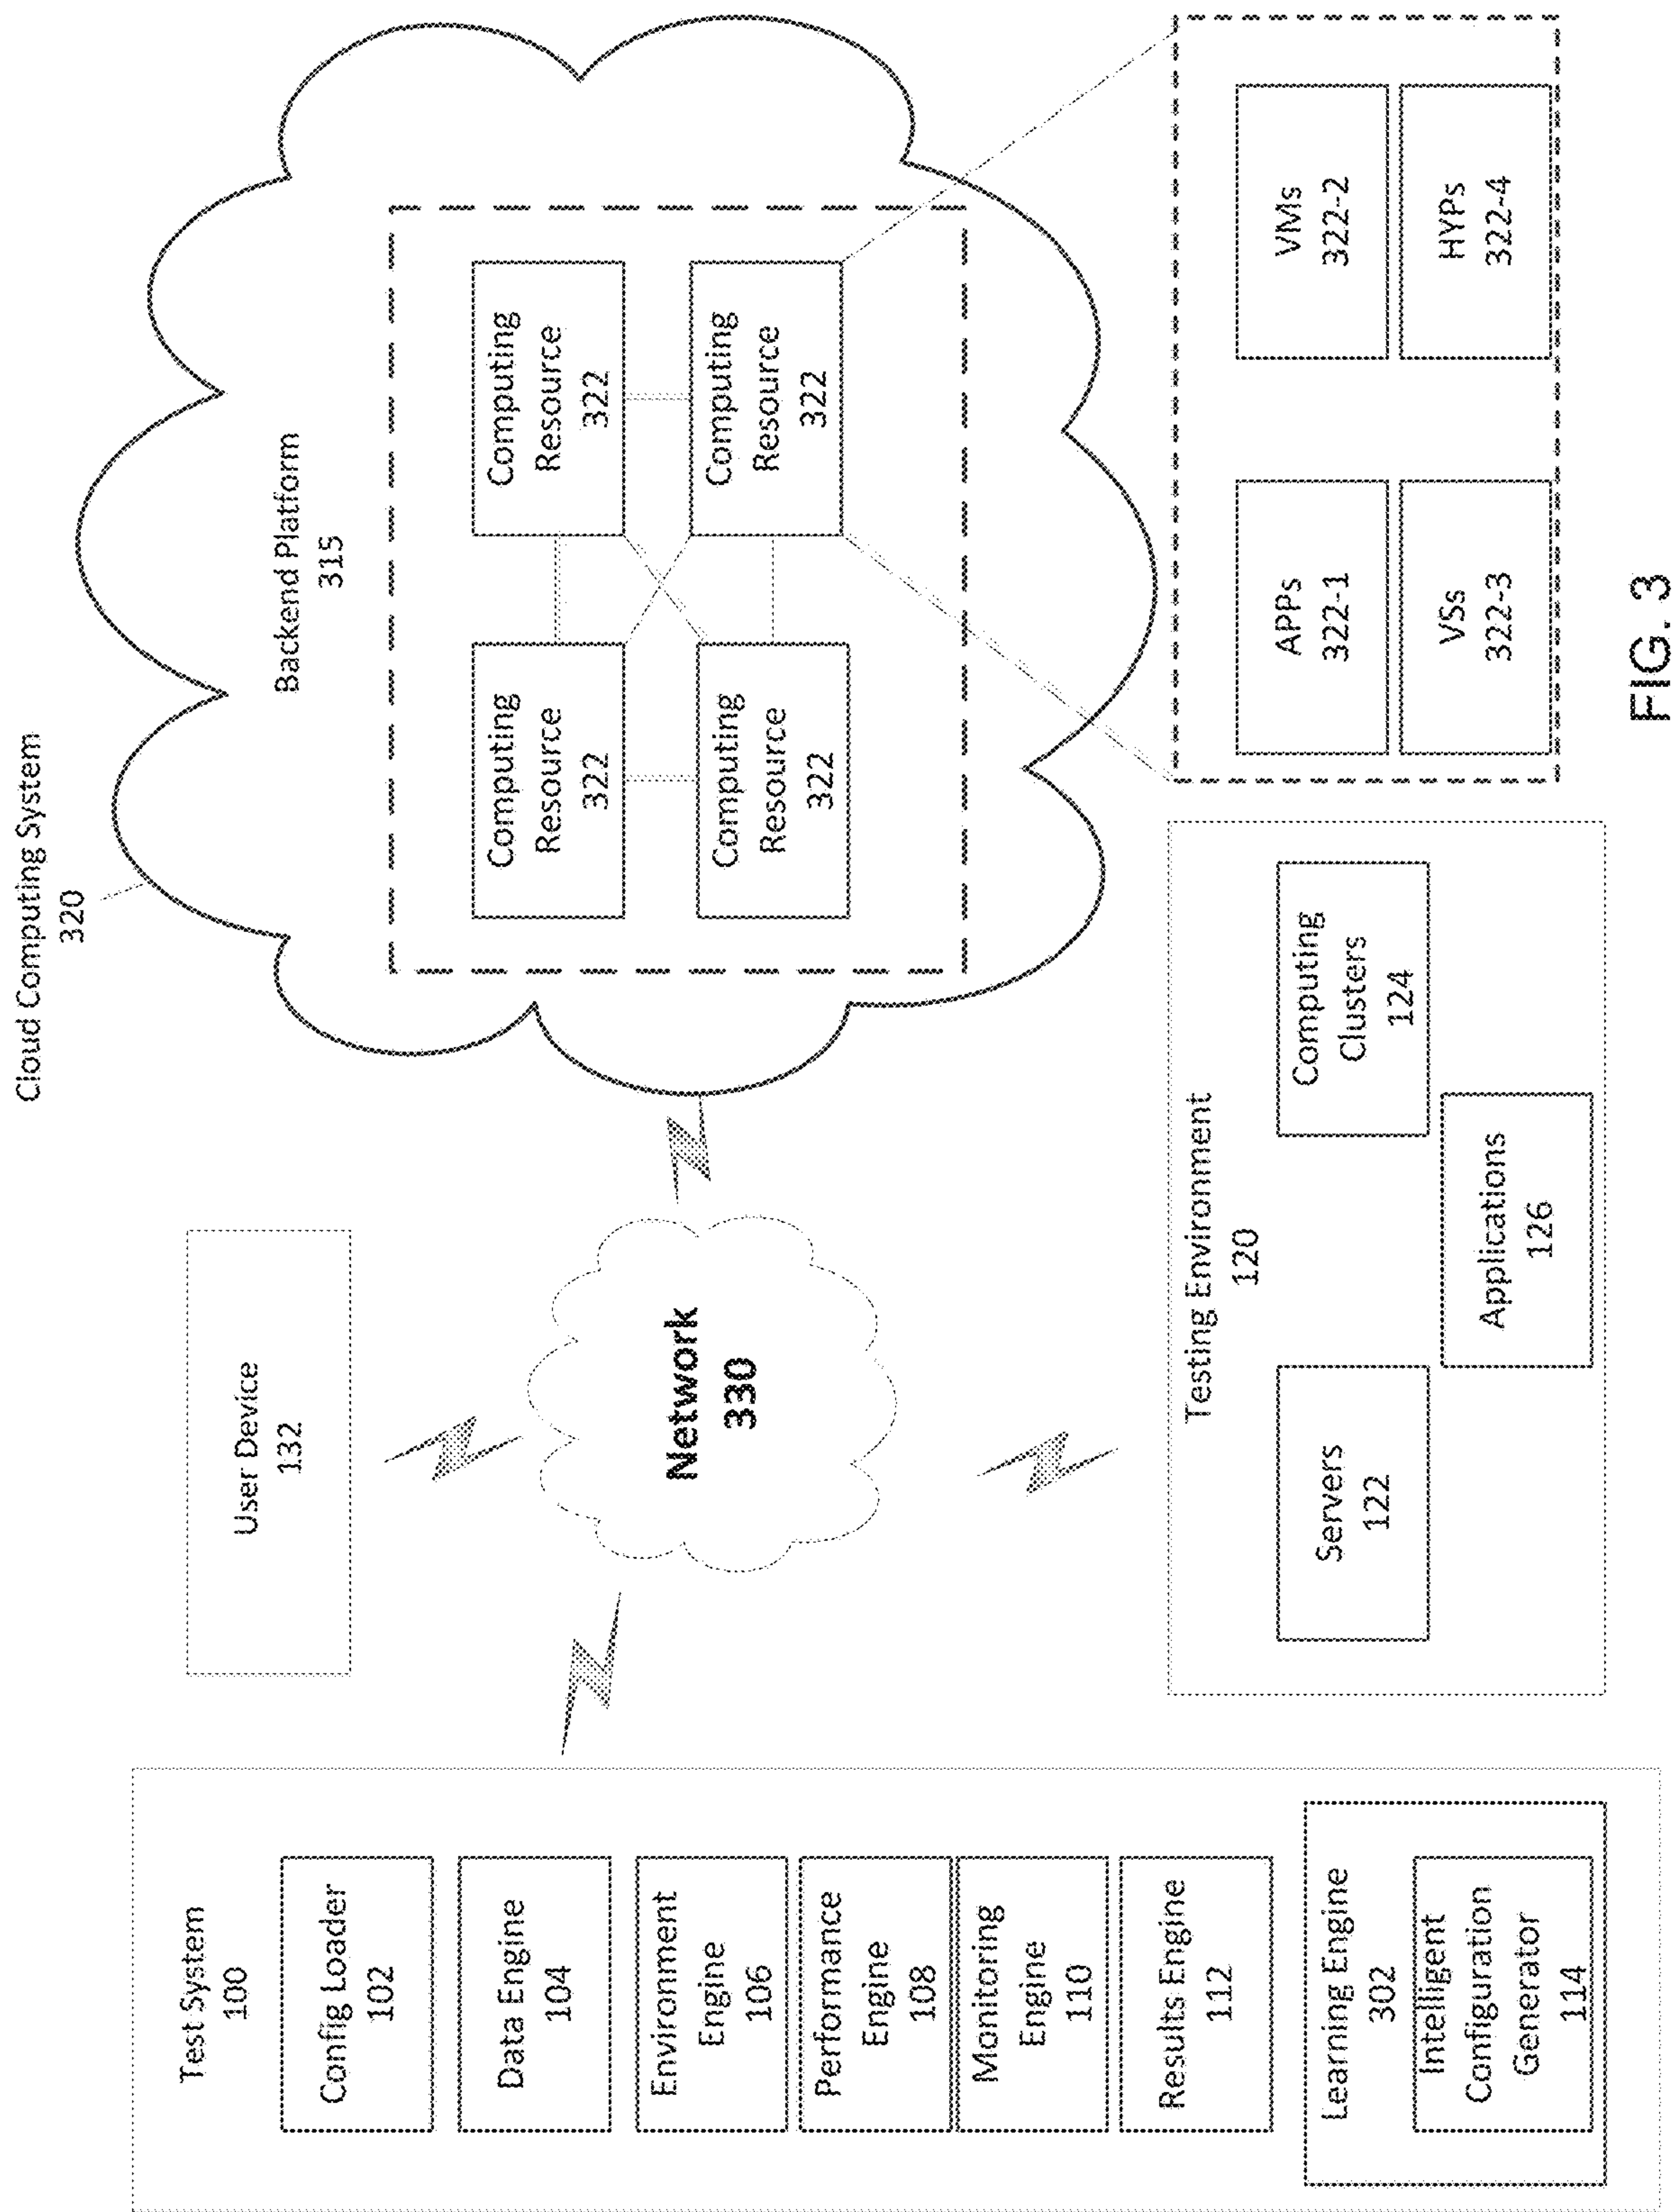 Cloud Computing System
320
Test System
100
Config Loader
102
Data Engine
104
Environment
Engine
106
Performance
Engine
108
Monitoring
Engine
110
Results Engine
112
Learning Engine
302
Intelligent
Configuration
Generator
114
User Device
132
Network
330
Backend Platform
315
Computing
Resource
322
Computing
Resource
322
Computing
Resource
322
Computing
Resource
322
Testing Environment
120
Servers
122
Computing
Clusters
124
Applications
126
APPs
322-1
VMs
322-2
VSs
322-3
HYPs
322-4
FIG. 3